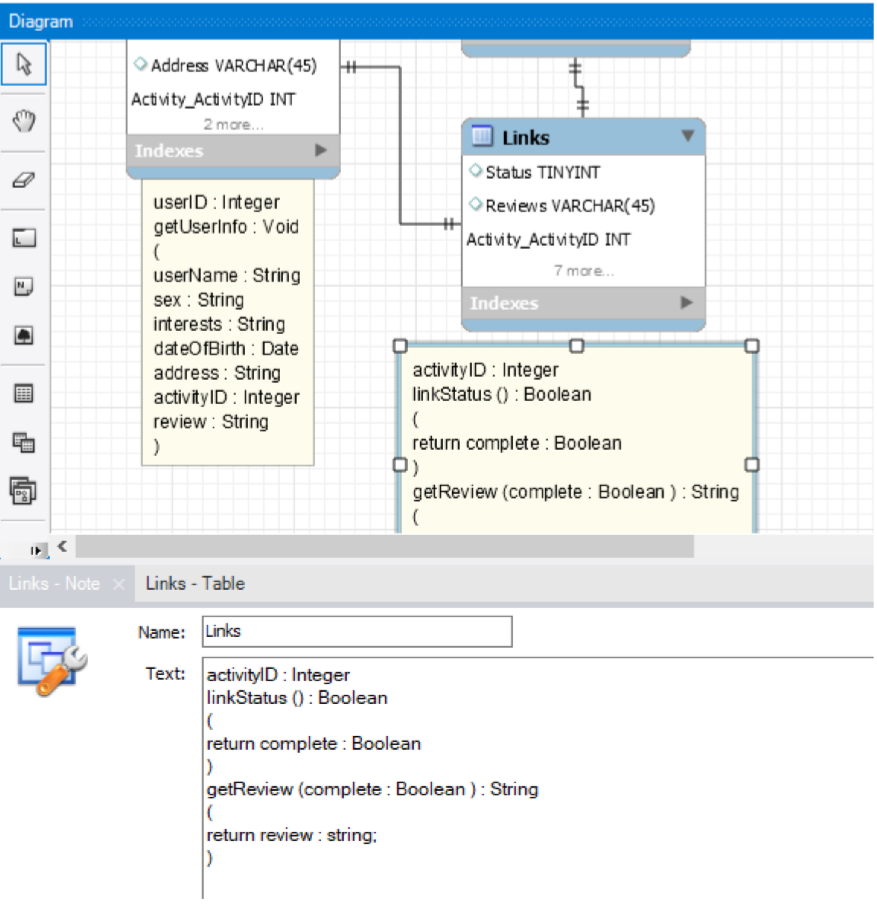 Diagram
Address VARCHAR(45)
Activity_ActivityID INT
2 more...
Indexes
userID : Integer
getUserInfo : Void
(
userName : String
sex : String
interests : String
dateOfBirth : Date
address : String
activityID : Integer
review : String
)
Links
Status TINYINT
Reviews VARCHAR(45)
Activity_ActivityID INT
7 more...
Indexes
activityID : Integer
linkStatus () : Boolean
(
return complete : Boolean
)
getReview (complete : Boolean ) : String
(
Links - Note
Links - Table
Name: Links
Text: activityID : Integer
linkStatus () : Boolean
(
return complete : Boolean
)
getReview (complete : Boolean ) : String
(
return review : string;
)